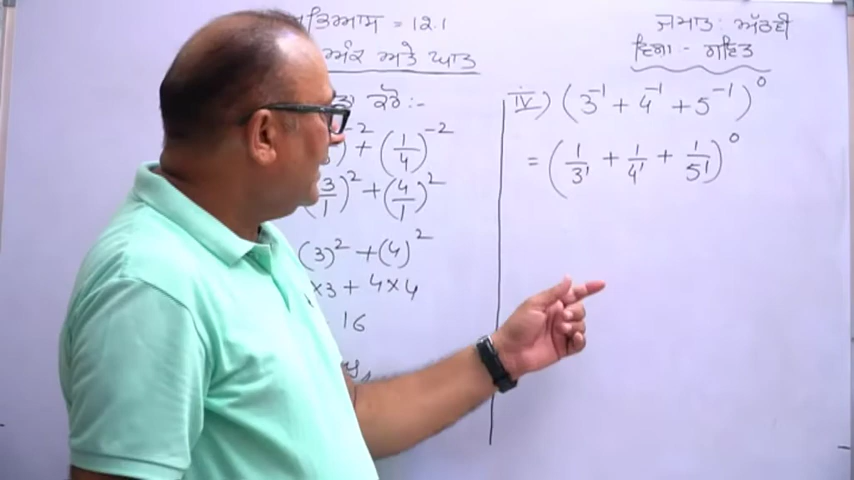 = 12.1
ਜਮਾਤ: ਅੱਠਵੀਂ
ਅੰਕ ਅਤੇ ਘਾਤ
ਵਿਸ਼ਾ - ਗਣਿਤ
ਕਰੋ:-
)⁻² + (1/4)⁻²
3/1)² + (4/1)²
(3)² + (4)²
×3 + 4×4
16
iv) (3⁻¹ + 4⁻¹ + 5⁻¹)⁰
= (1/3¹ + 1/4¹ + 1/5¹)⁰